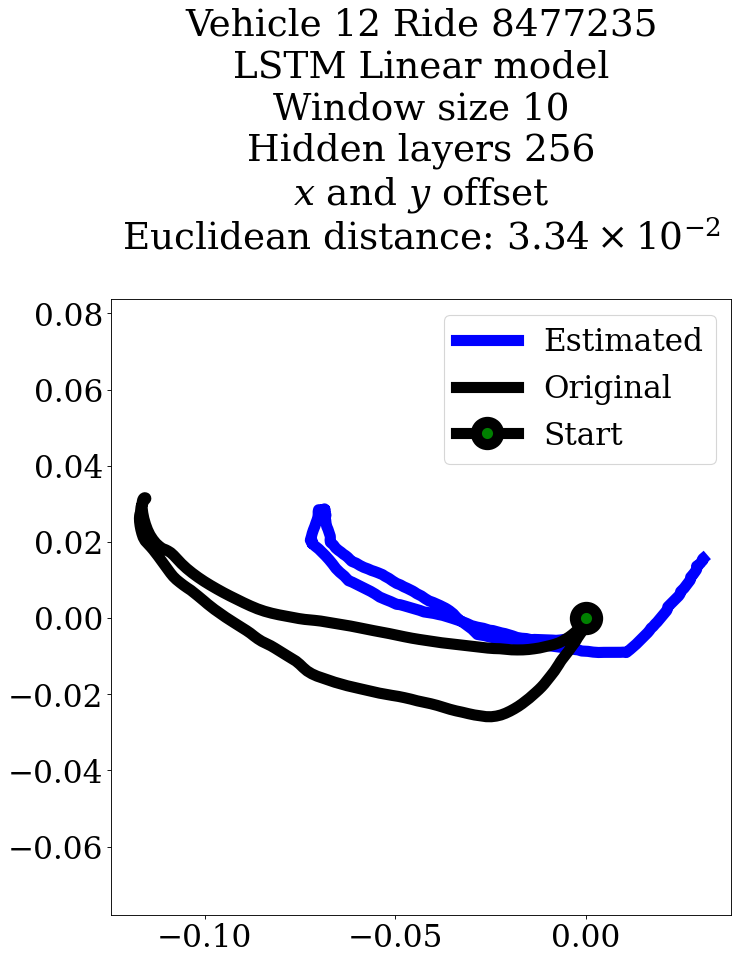 Vehicle 12 Ride 8477235
LSTM Linear model
Window size 10
Hidden layers 256
x and y offset
Euclidean distance: 3.34 × 10⁻²
Estimated
Original
Start
0.08
0.06
0.04
0.02
0.00
−0.02
−0.04
−0.06
−0.10 −0.05 0.00